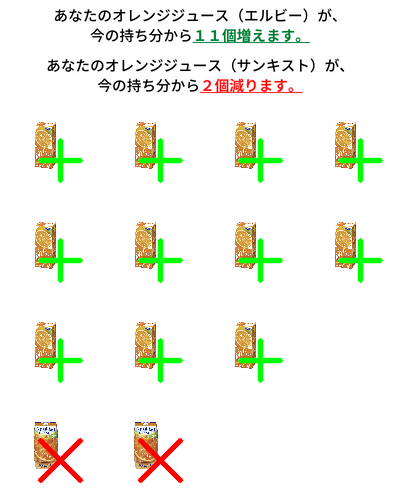 あなたのオレンジジュース（エルビー）が、
今の持ち分から１１個増えます。
あなたのオレンジジュース（サンキスト）が、
今の持ち分から２個減ります。